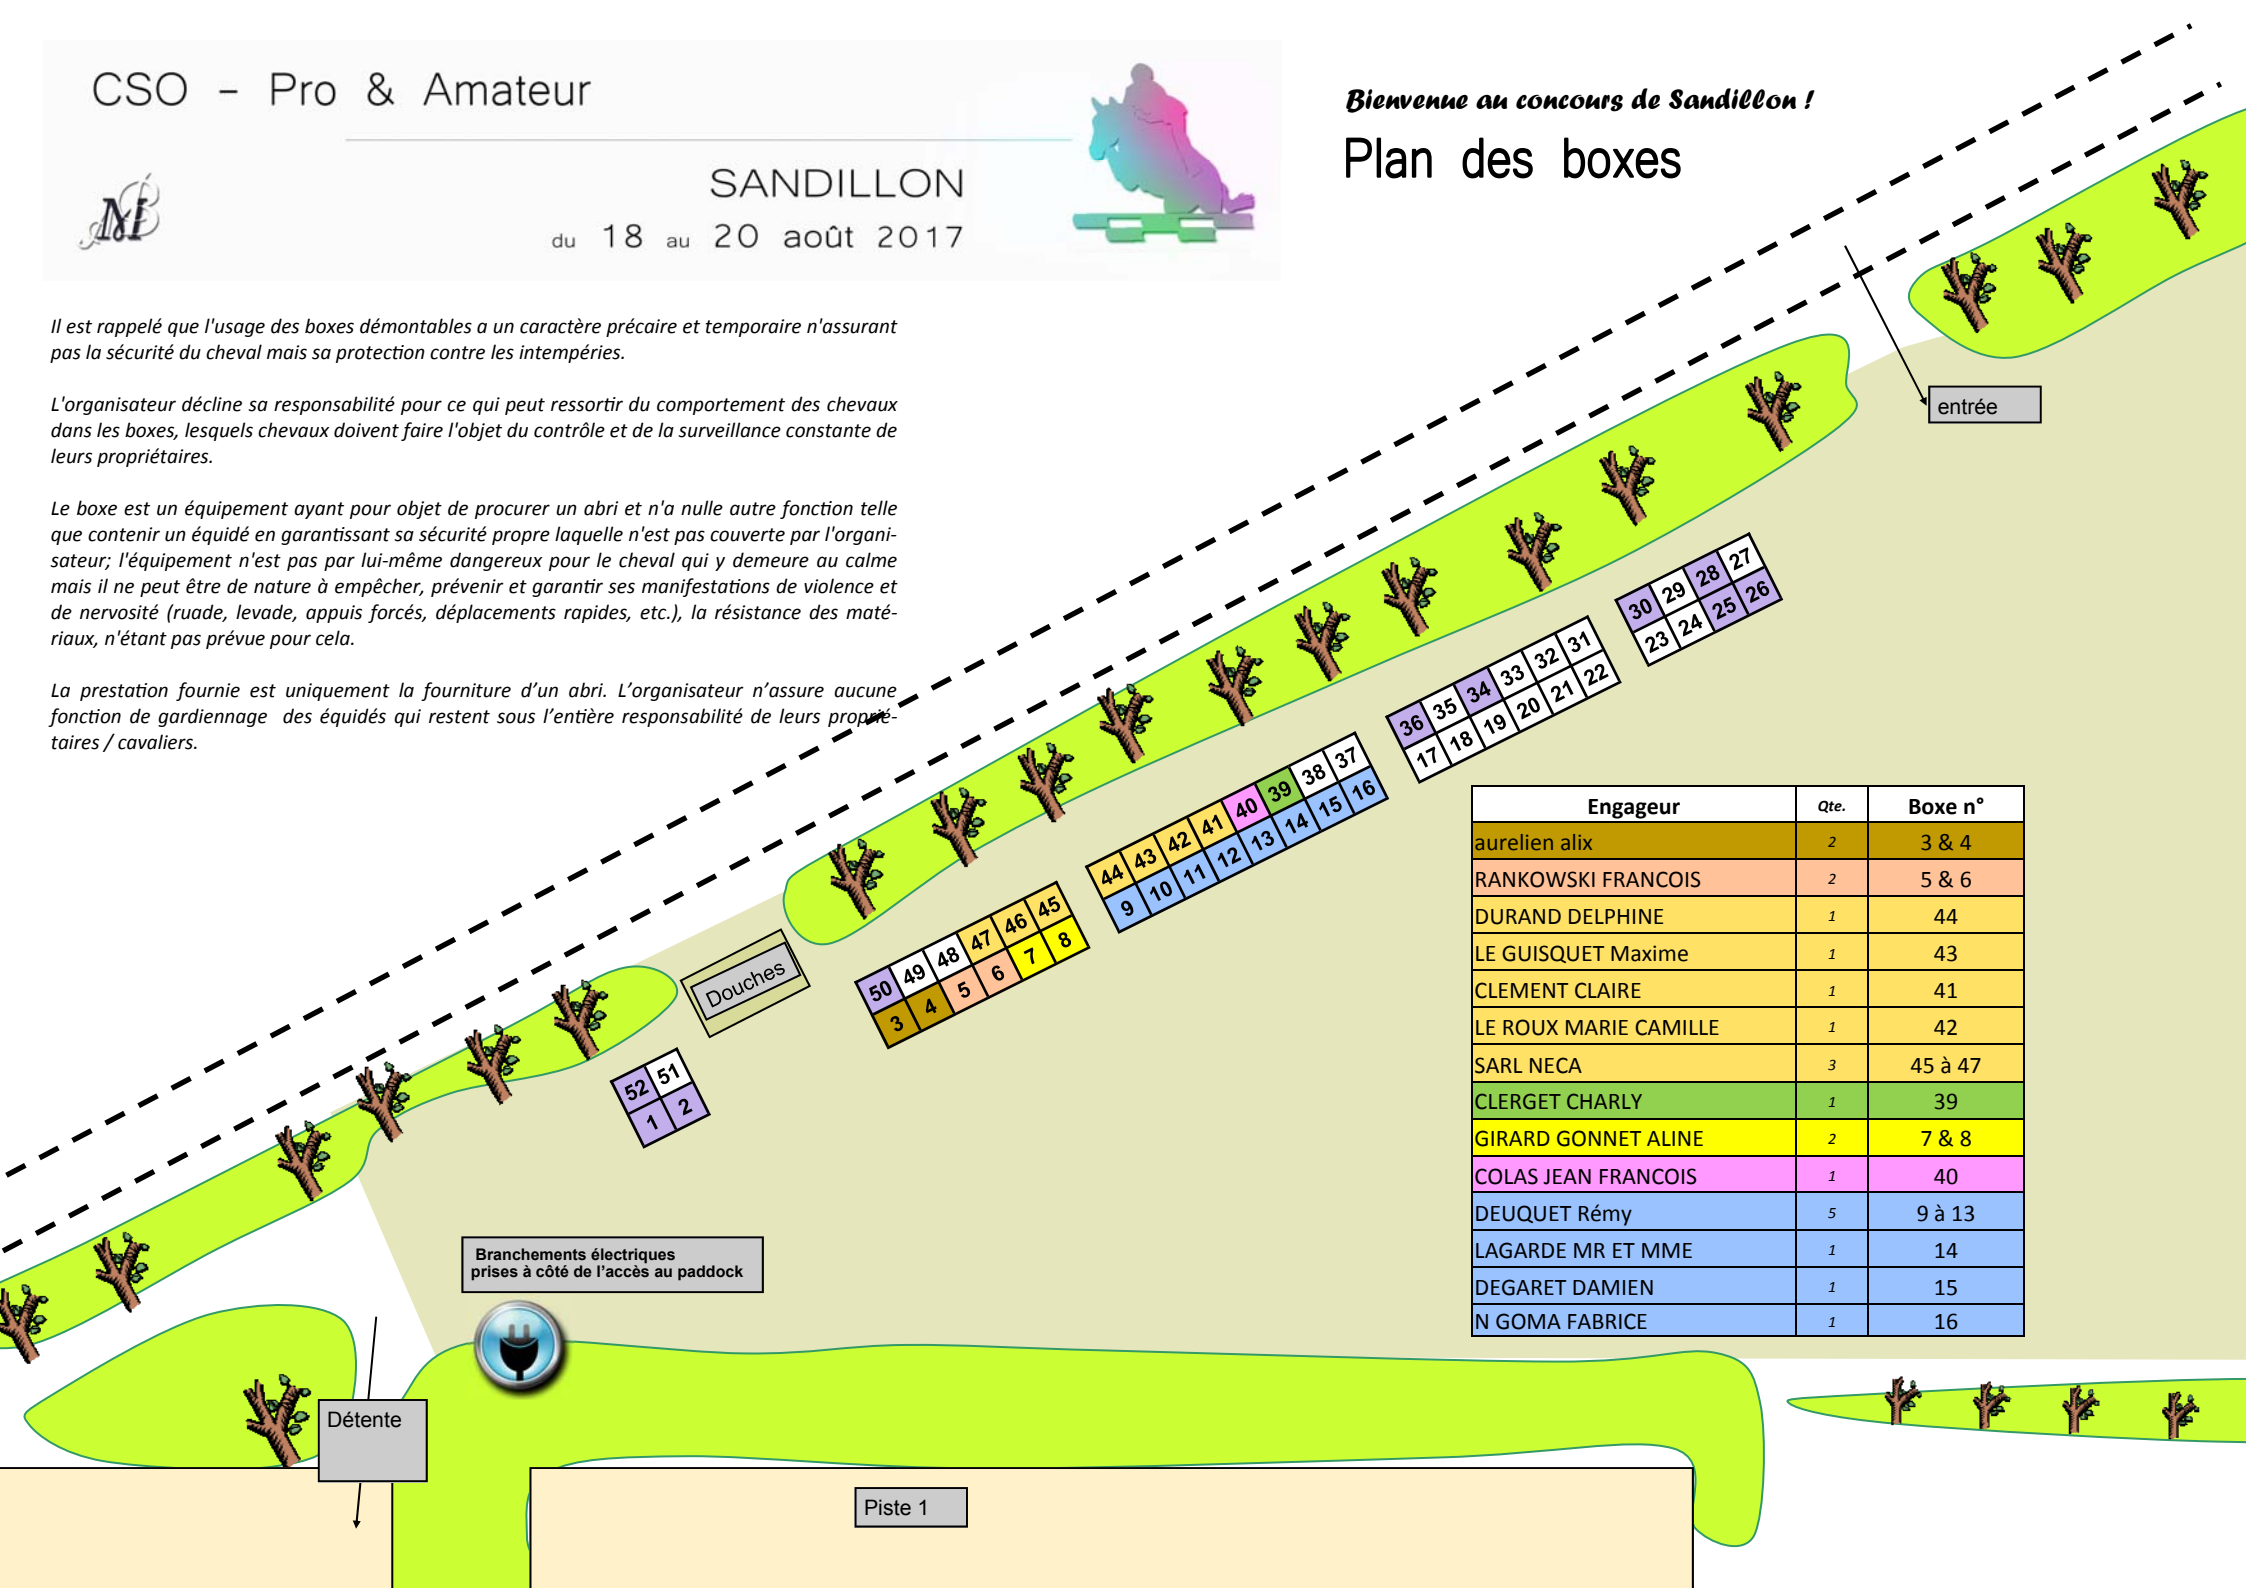 CSO - Pro & Amateur
SANDILLON
du 18 au 20 août 2017
Bienvenue au concours de Sandillon !
Plan des boxes
Il est rappelé que l'usage des boxes démontables a un caractère précaire et temporaire n'assurant
pas la sécurité du cheval mais sa protection contre les intempéries.
L'organisateur décline sa responsabilité pour ce qui peut ressortir du comportement des chevaux
dans les boxes, lesquels chevaux doivent faire l'objet du contrôle et de la surveillance constante de
leurs propriétaires.
Le boxe est un équipement ayant pour objet de procurer un abri et n'a nulle autre fonction telle
que contenir un équidé en garantissant sa sécurité propre laquelle n'est pas couverte par l'organi-
sateur; l'équipement n'est pas par lui-même dangereux pour le cheval qui y demeure au calme
mais il ne peut être de nature à empêcher, prévenir et garantir ses manifestations de violence et
de nervosité (ruade, levade, appuis forcés, déplacements rapides, etc.), la résistance des maté-
riaux, n'étant pas prévue pour cela.
La prestation fournie est uniquement la fourniture d’un abri. L’organisateur n’assure aucune
fonction de gardiennage des équidés qui restent sous l’entière responsabilité de leurs proprié-
taires / cavaliers.
entrée
30 29 28 27
23 24 25 26
36 35 34 33 32 31
17 18 19 20 21 22
44 43 42 41 40 39 38 37
9 10 11 12 13 14 15 16
50 49 48 47 46 45
3 4 5 6 7 8
Douches
52 51
1 2
Engageur Qte. Boxe n°
aurelien alix 2 3 & 4
RANKOWSKI FRANCOIS 2 5 & 6
DURAND DELPHINE 1 44
LE GUISQUET Maxime 1 43
CLEMENT CLAIRE 1 41
LE ROUX MARIE CAMILLE 1 42
SARL NECA 3 45 à 47
CLERGET CHARLY 1 39
GIRARD GONNET ALINE 2 7 & 8
COLAS JEAN FRANCOIS 1 40
DEUQUET Rémy 5 9 à 13
LAGARDE MR ET MME 1 14
DEGARET DAMIEN 1 15
N GOMA FABRICE 1 16
Branchements électriques
prises à côté de l’accès au paddock
Détente
Piste 1